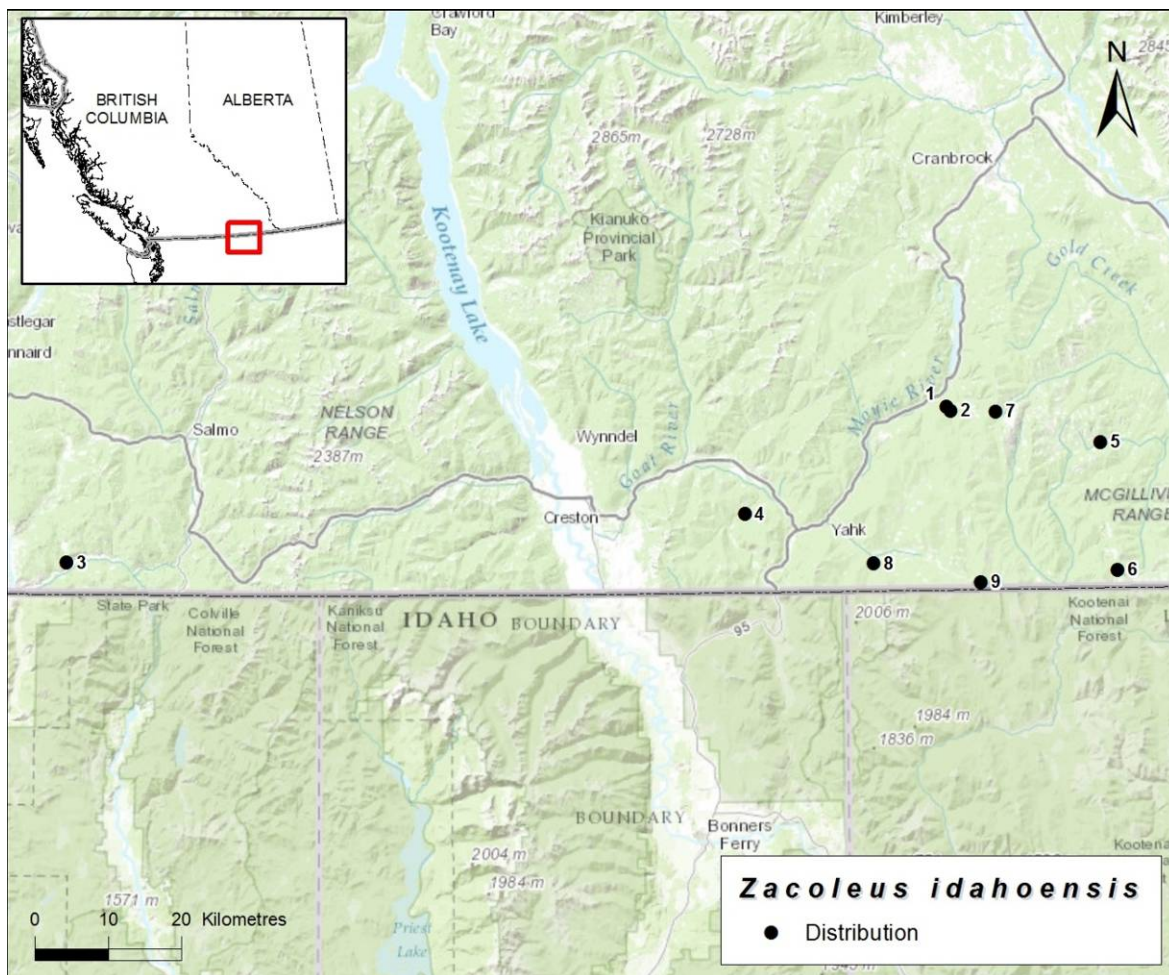 Crawford
Bay
Kimberley
N
BRITISH
COLUMBIA
ALBERTA
2865m
2728m
Cranbrook
Kootenay Lake
Kianuko
Provincial
Park
Gold Creek
Moyie River
1
2
7
5
NELSON
RANGE
2387m
Salmo
Wynndel
Goat River
Creston
4
Yahk
RANGE
3
8
9
6
State Park
Colville
National
Forest
Kaniksu
National
Forest
IDAHO
BOUNDARY
95
2006 m
Kootenai
National
Forest
1984 m
1836 m
BOUNDARY
Bonners
Ferry
2004 m
1984 m
1571 m
Priest
Lake
0 10 20 Kilometres
Zacoleus idahoensis
Distribution